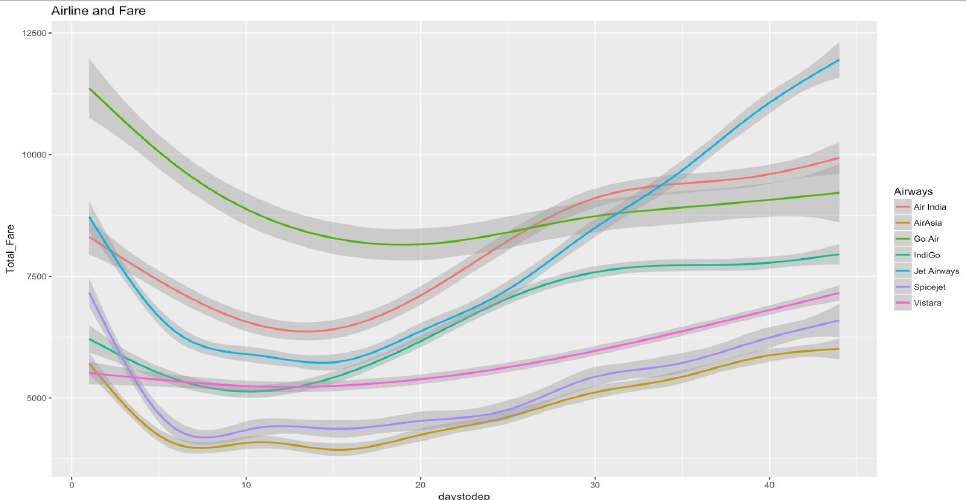 Airline and Fare
12500
10000
7500
5000
Total_Fare
0
10
20
30
40
daystodep
Airways
Air India
AirAsia
Go Air
IndiGo
Jet Airways
Spicejet
Vistara